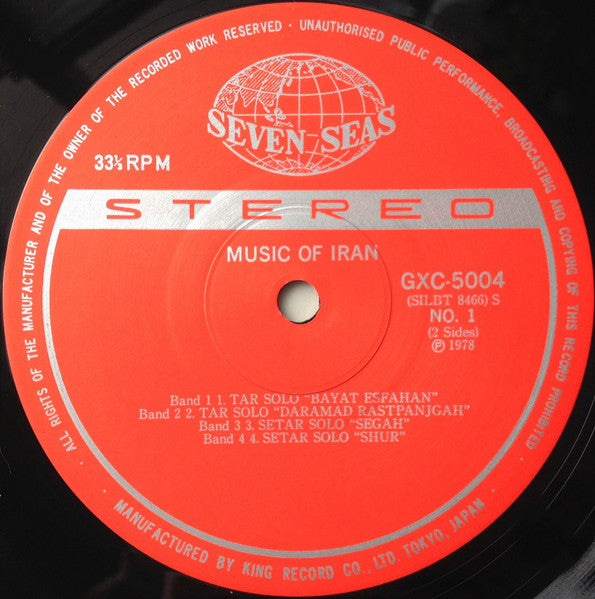 ALL RIGHTS OF THE MANUFACTURER AND OF THE OWNER OF THE RECORDED WORK RESERVED · UNAUTHORISED PUBLIC PERFORMANCE, BROADCASTING AND COPYING OF THIS RECORD PROHIBITED ·
SEVEN SEAS
33⅓ RPM
STEREO
MUSIC OF IRAN
GXC-5004
(SILBT 8466) S
NO. 1
(2 Sides)
Ⓟ 1978
Band 1 1. TAR SOLO "BAYAT ESFAHAN"
Band 2 2. TAR SOLO "DARAMAD RASTPANJGAH"
Band 3 3. SETAR SOLO "SEGAH"
Band 4 4. SETAR SOLO "SHUR"
MANUFACTURED BY KING RECORD CO., LTD. TOKYO, JAPAN ·